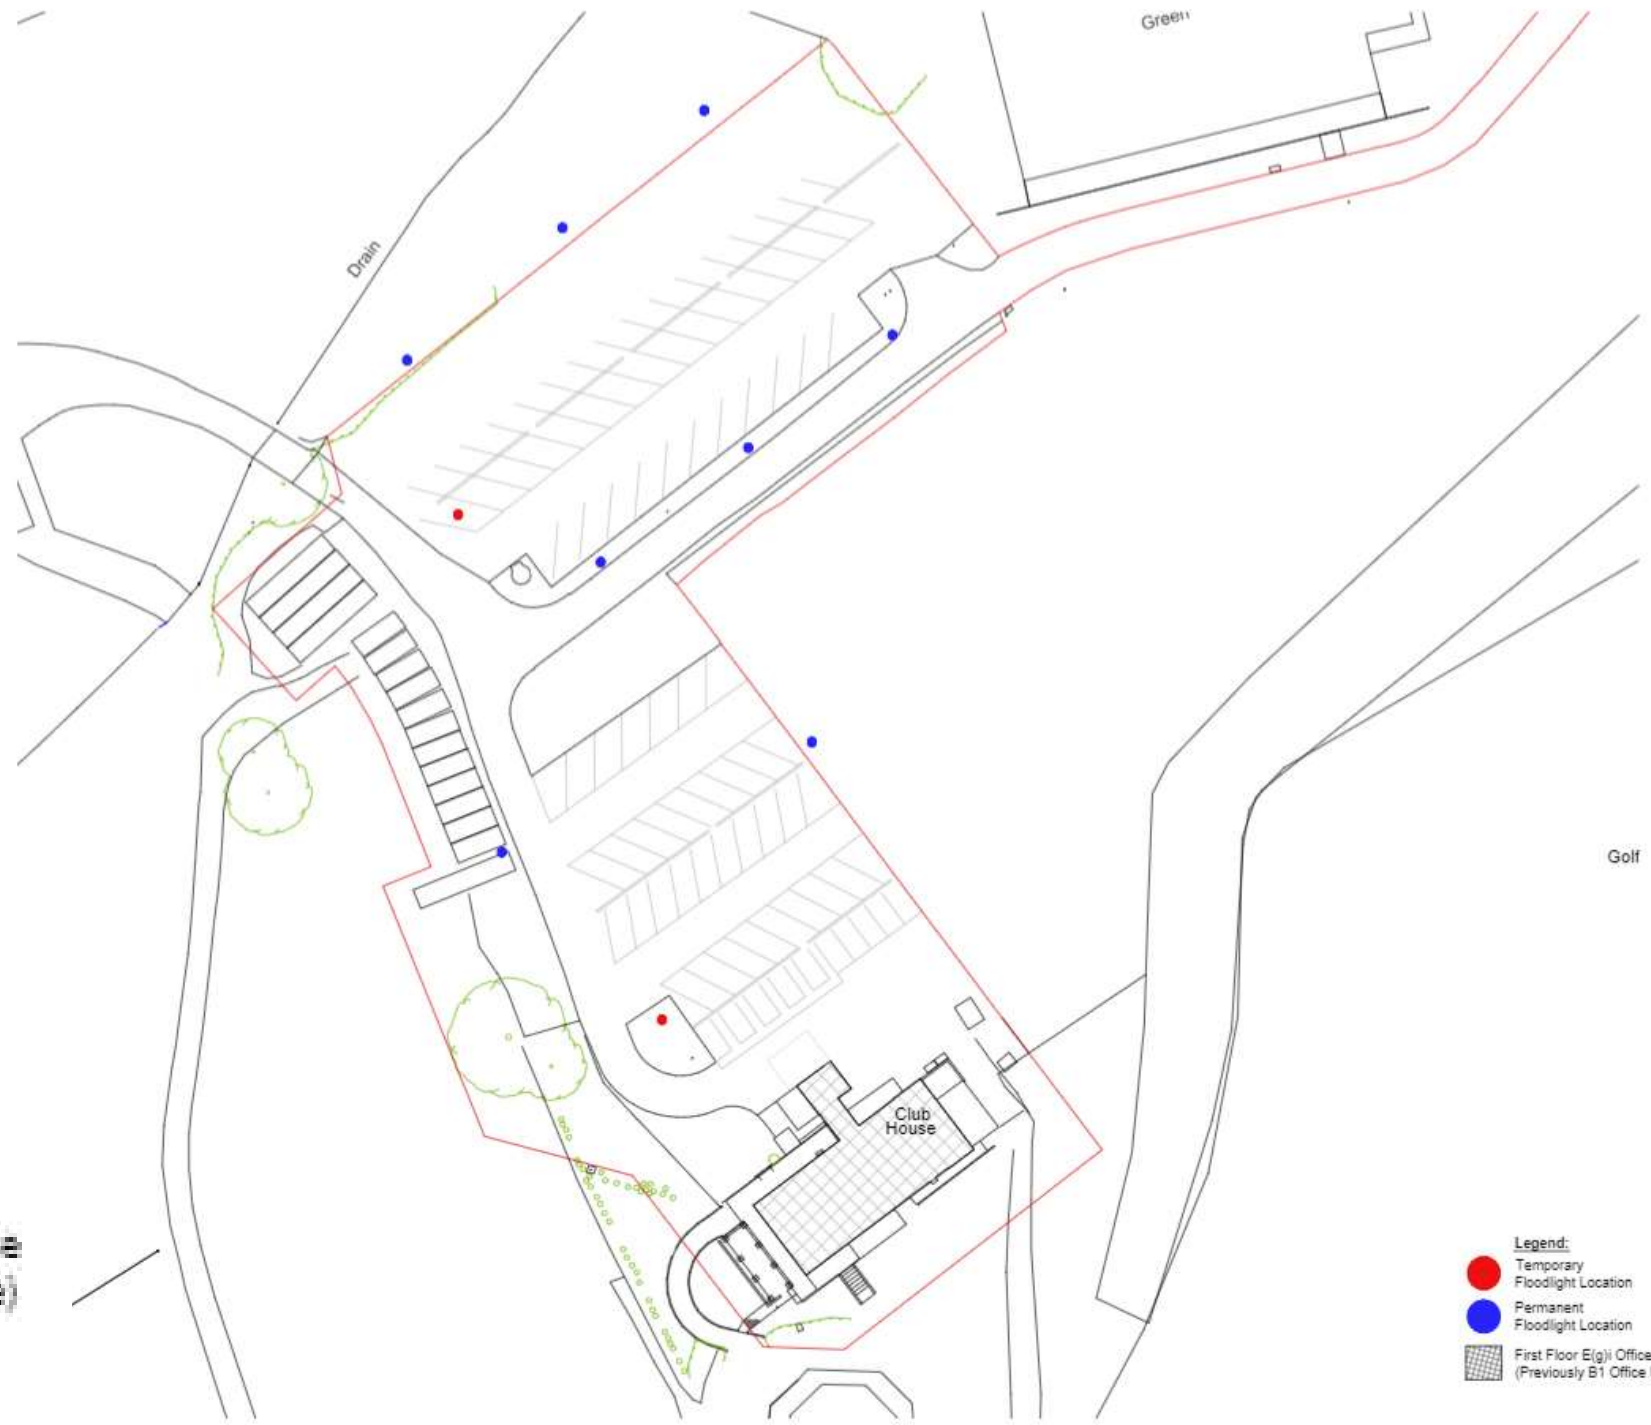 Green
Drain
Golf
Club
House
Legend:
Temporary
Floodlight Location
Permanent
Floodlight Location
First Floor E(g)i Office
(Previously B1 Office